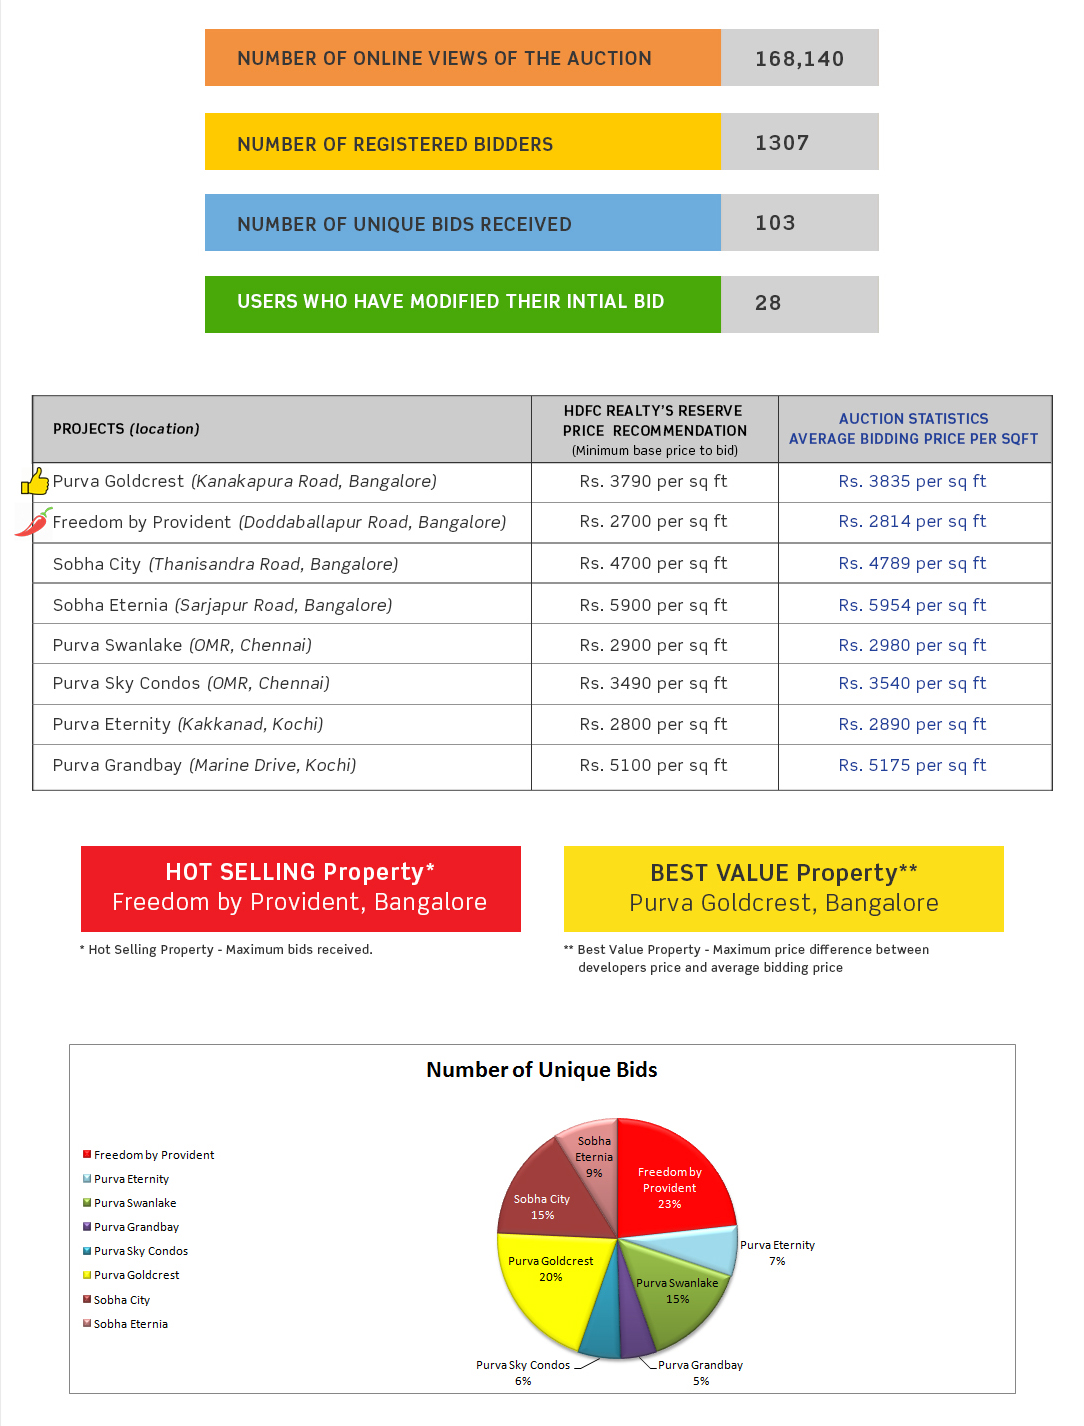 NUMBER OF ONLINE VIEWS OF THE AUCTION 168,140
NUMBER OF REGISTERED BIDDERS 1307
NUMBER OF UNIQUE BIDS RECEIVED 103
USERS WHO HAVE MODIFIED THEIR INTIAL BID 28
PROJECTS (location)
HDFC REALTY'S RESERVE
PRICE RECOMMENDATION
(Minimum base price to bid)
AUCTION STATISTICS
AVERAGE BIDDING PRICE PER SQFT
Purva Goldcrest (Kanakapura Road, Bangalore) Rs. 3790 per sq ft Rs. 3835 per sq ft
Freedom by Provident (Doddaballapur Road, Bangalore) Rs. 2700 per sq ft Rs. 2814 per sq ft
Sobha City (Thanisandra Road, Bangalore) Rs. 4700 per sq ft Rs. 4789 per sq ft
Sobha Eternia (Sarjapur Road, Bangalore) Rs. 5900 per sq ft Rs. 5954 per sq ft
Purva Swanlake (OMR, Chennai) Rs. 2900 per sq ft Rs. 2980 per sq ft
Purva Sky Condos (OMR, Chennai) Rs. 3490 per sq ft Rs. 3540 per sq ft
Purva Eternity (Kakkanad, Kochi) Rs. 2800 per sq ft Rs. 2890 per sq ft
Purva Grandbay (Marine Drive, Kochi) Rs. 5100 per sq ft Rs. 5175 per sq ft
HOT SELLING Property*
Freedom by Provident, Bangalore
* Hot Selling Property - Maximum bids received.
BEST VALUE Property**
Purva Goldcrest, Bangalore
** Best Value Property - Maximum price difference between
developers price and average bidding price
Number of Unique Bids
Freedom by Provident
Purva Eternity
Purva Swanlake
Purva Grandbay
Purva Sky Condos
Purva Goldcrest
Sobha City
Sobha Eternia
Sobha
Eternia
9%
Freedom by
Provident
23%
Sobha City
15%
Purva Eternity
7%
Purva Goldcrest
20%
Purva Swanlake
15%
Purva Sky Condos
6%
Purva Grandbay
5%